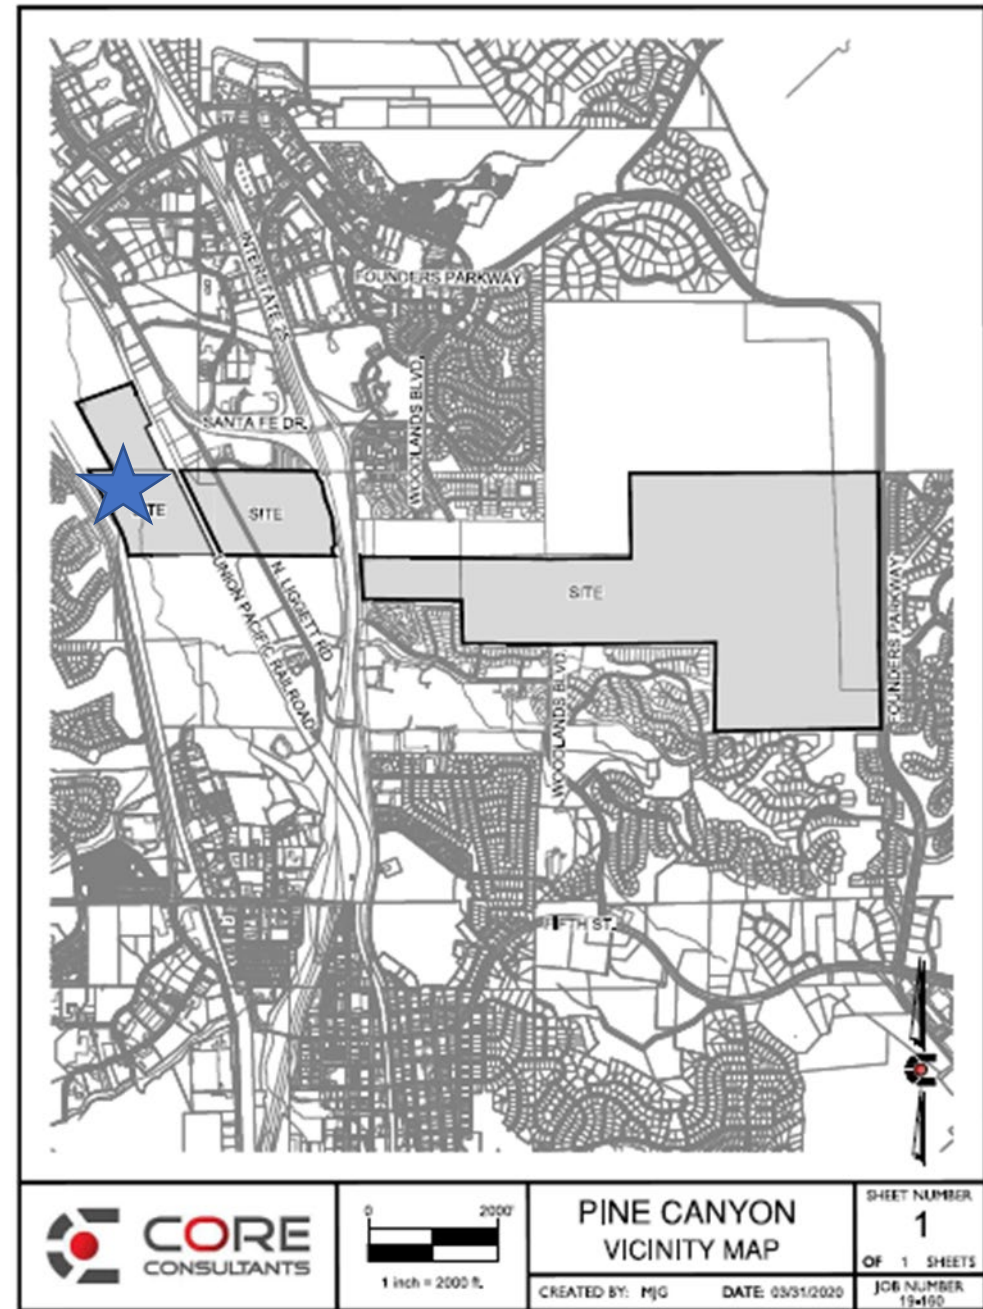 INTERSTATE 25
FOUNDERS PARKWAY
WOODLANDS BLVD.
SANTA FE DR.
SITE
SITE
UNION PACIFIC RAILROAD
N. LIGGETT RD
SITE
FOUNDERS PARKWAY
WOODLANDS BLVD.
FIFTH ST.
CORE
CONSULTANTS
0 2000'
1 inch = 2000 ft.
PINE CANYON
VICINITY MAP
CREATED BY: MJG DATE: 03/31/2020
SHEET NUMBER
1
OF 1 SHEETS
JOB NUMBER
19-160